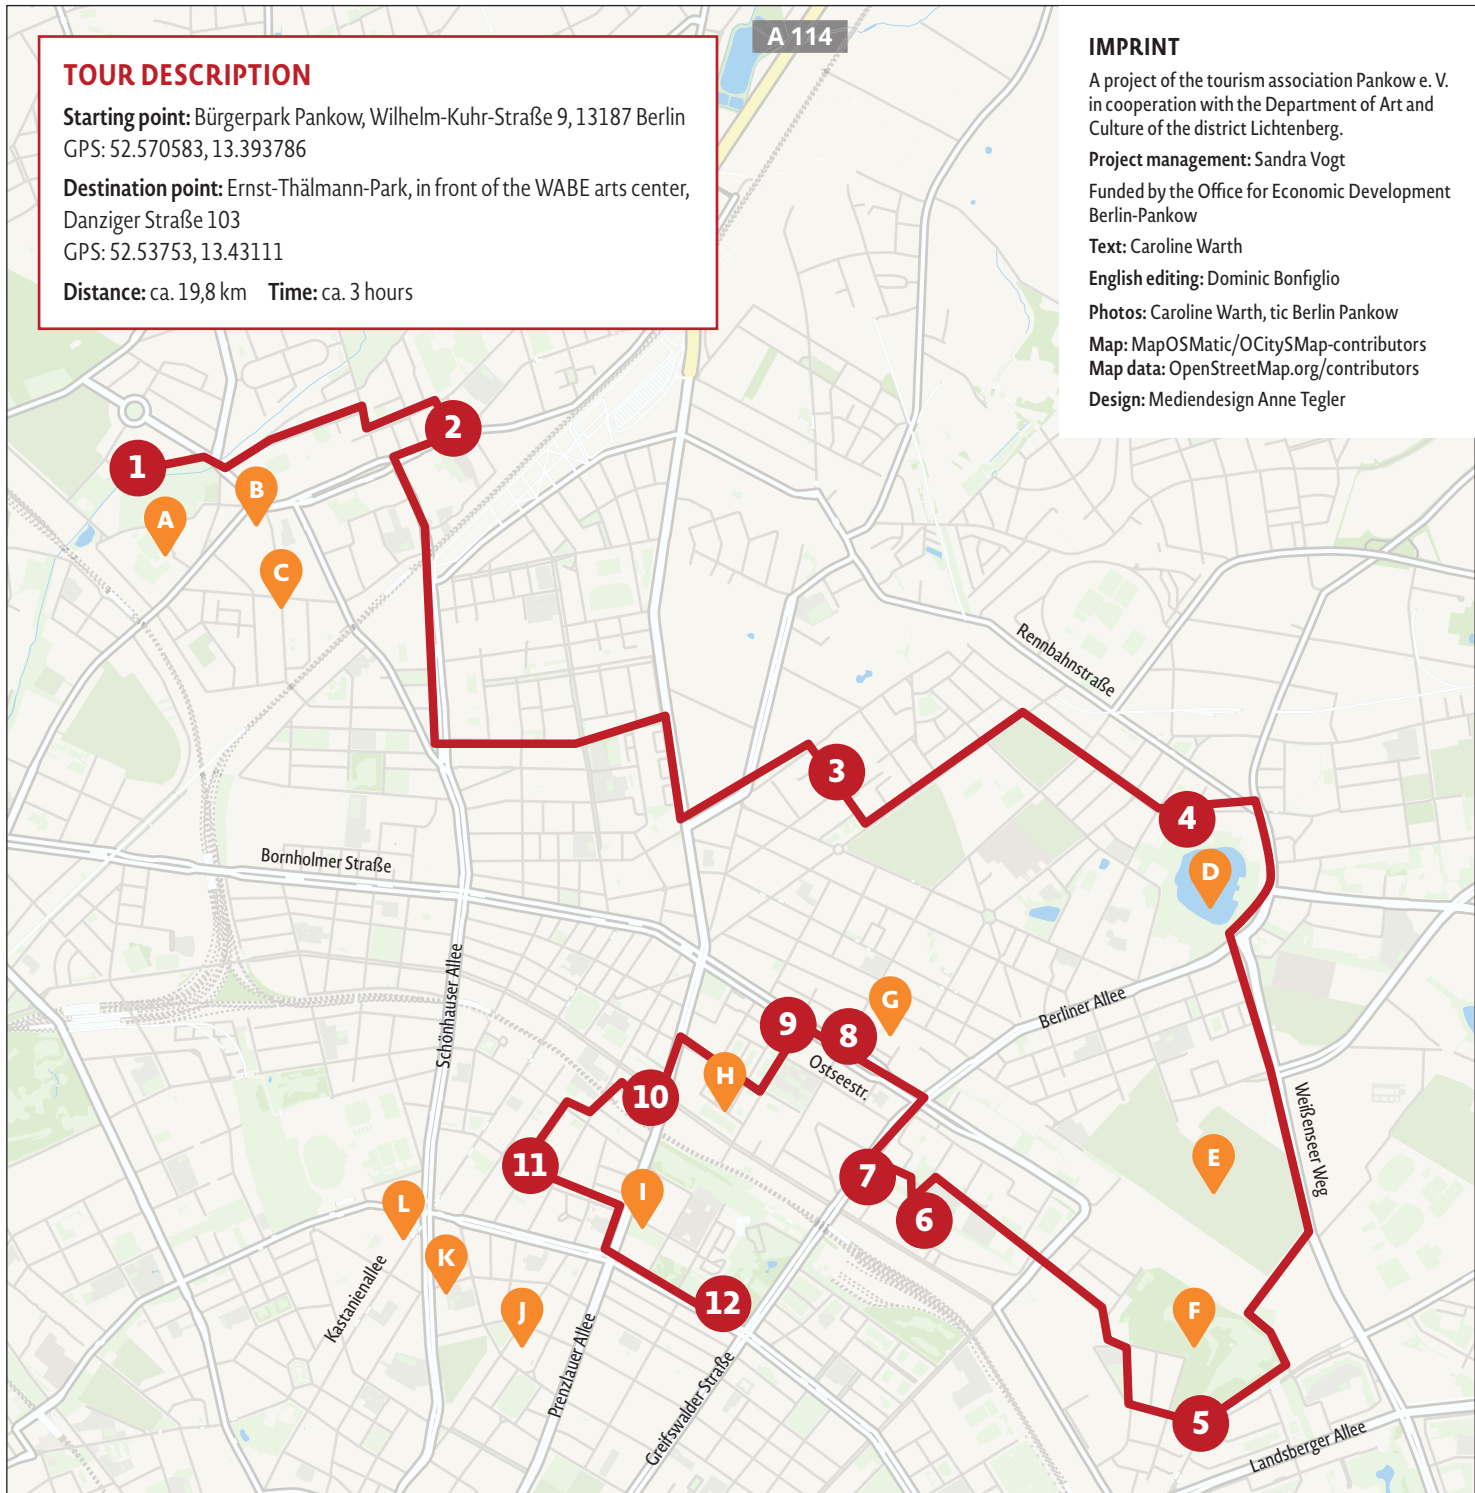 TOUR DESCRIPTION
Starting point: Bürgerpark Pankow, Wilhelm-Kuhr-Straße 9, 13187 Berlin
GPS: 52.570583, 13.393786
Destination point: Ernst-Thälmann-Park, in front of the WABE arts center,
Danziger Straße 103
GPS: 52.53753, 13.43111
Distance: ca. 19,8 km Time: ca. 3 hours
A 114
IMPRINT
A project of the tourism association Pankow e. V.
in cooperation with the Department of Art and
Culture of the district Lichtenberg.
Project management: Sandra Vogt
Funded by the Office for Economic Development
Berlin-Pankow
Text: Caroline Warth
English editing: Dominic Bonfiglio
Photos: Caroline Warth, tic Berlin Pankow
Map: MapOSMatic/OCitySMap-contributors
Map data: OpenStreetMap.org/contributors
Design: Mediendesign Anne Tegler
2
1
B
A
C
Rennbahnstraße
3
4
D
Bornholmer Straße
Schönhauser Allee
G
Berliner Allee
9
8
Ostseestr.
H
10
Weißenseer Weg
E
11
7
I
L
6
K
Kastanienallee
12
F
J
Prenzlauer Allee
Greifswalder Straße
5
Landsberger Allee